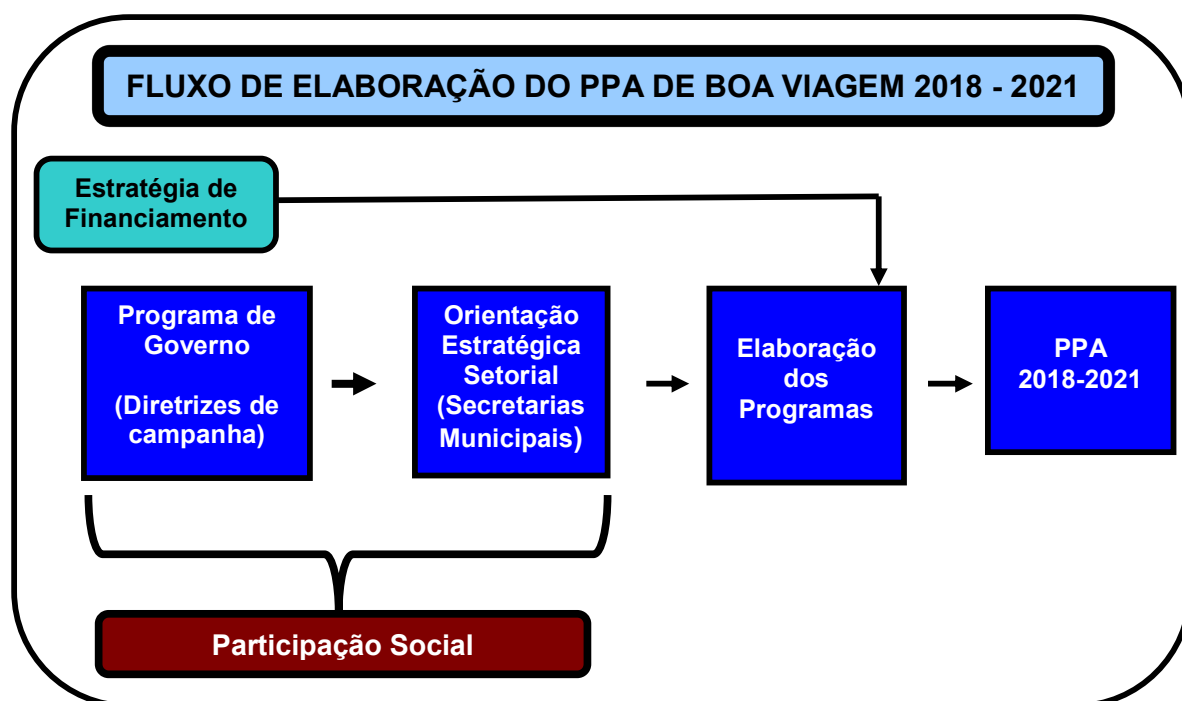 FLUXO DE ELABORAÇÃO DO PPA DE BOA VIAGEM 2018 - 2021
Estratégia de
Financiamento
Programa de
Governo
(Diretrizes de
campanha)
Orientação
Estratégica
Setorial
(Secretarias
Municipais)
Elaboração
dos
Programas
PPA
2018-2021
Participação Social